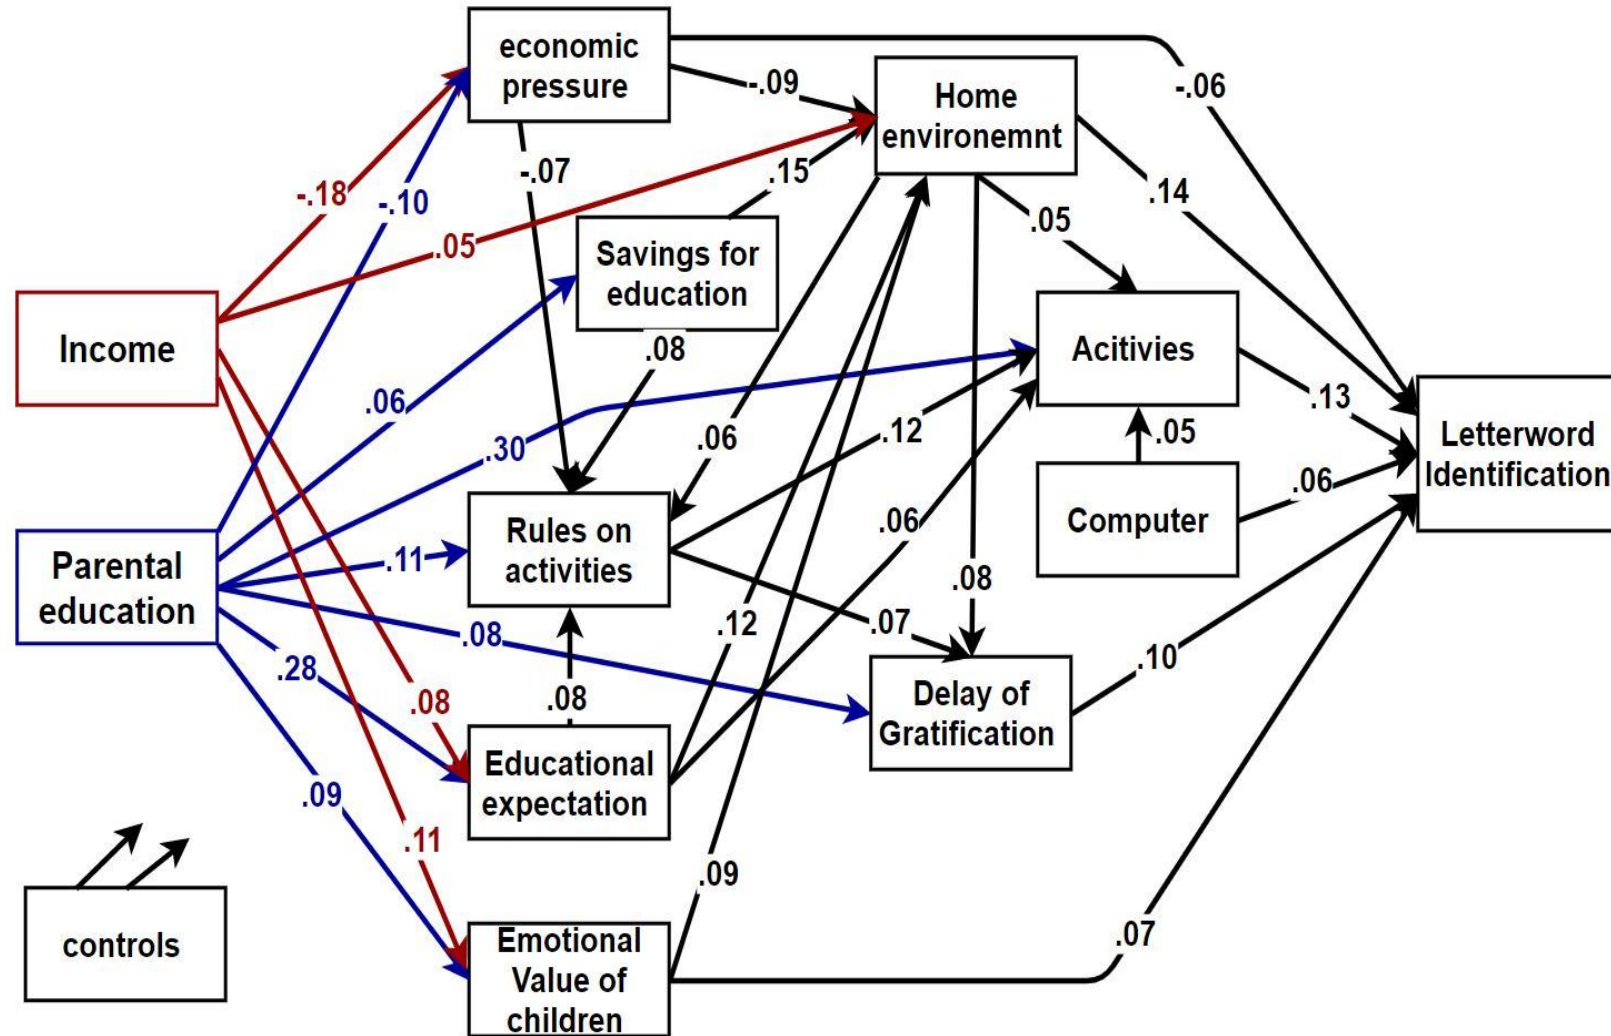 economic
pressure
-.09
-.06
Home
environemnt
-.07
.15
-.18
-.10
.14
.05
.05
Savings for
education
Income
.08
Acitivies
.06
.13
.12
.06
.30
.05
Letterword
Identification
.06
Computer
Rules on
activities
.11
.06
Parental
education
.08
.12
.07
.08
.28
.10
.08
.08
Delay of
Gratification
Educational
expectation
.09
.11
.09
.07
controls
Emotional
Value of
children